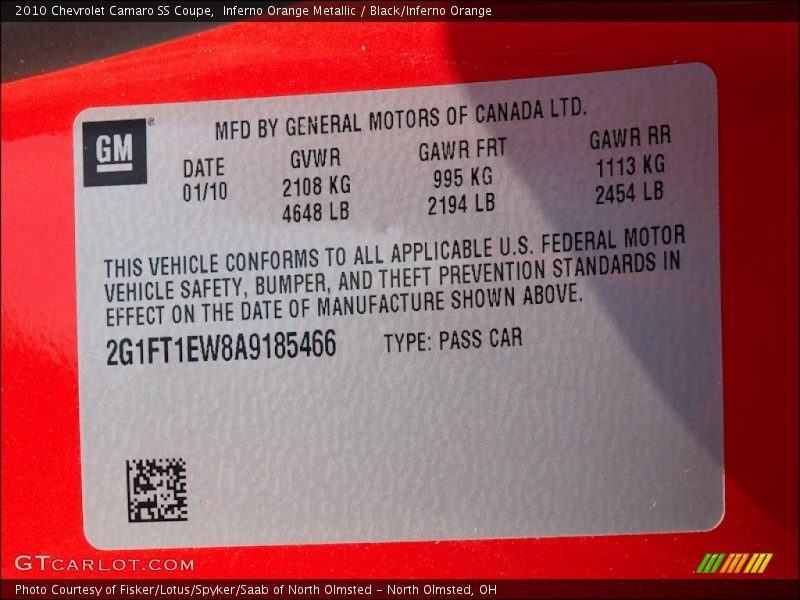 2010 Chevrolet Camaro SS Coupe,  Inferno Orange Metallic / Black/Inferno Orange
GM
®
MFD BY GENERAL MOTORS OF CANADA LTD.
DATE GVWR GAWR FRT GAWR RR
01/10 2108 KG 995 KG 1113 KG
4648 LB 2194 LB 2454 LB
THIS VEHICLE CONFORMS TO ALL APPLICABLE U.S. FEDERAL MOTOR
VEHICLE SAFETY, BUMPER, AND THEFT PREVENTION STANDARDS IN
EFFECT ON THE DATE OF MANUFACTURE SHOWN ABOVE.
2G1FT1EW8A9185466 TYPE: PASS CAR
GTCARLOT.COM
Photo Courtesy of Fisker/Lotus/Spyker/Saab of North Olmsted - North Olmsted, OH